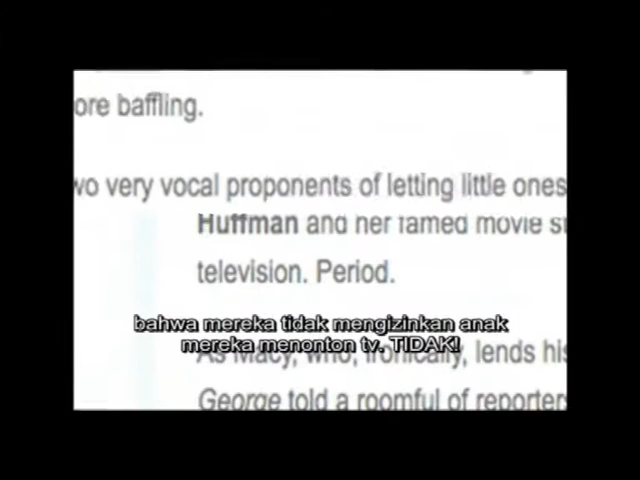 ore baffling.
wo very vocal proponents of letting little ones
Huffman and her famed movie
television. Period.
bahwa mereka tidak mengizinkan anak
mereka menonton tv. TIDAK!
As Macy, who, ironically, lends his
George told a roomful of reporters